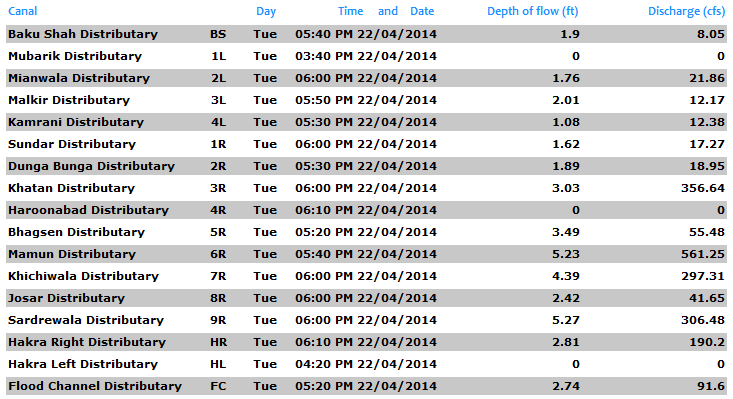 Canal Day Time and Date Depth of flow (ft) Discharge (cfs)
Baku Shah Distributary BS Tue 05:40 PM 22/04/2014 1.9 8.05
Mubarik Distributary 1L Tue 03:40 PM 22/04/2014 0 0
Mianwala Distributary 2L Tue 06:00 PM 22/04/2014 1.76 21.86
Malkir Distributary 3L Tue 05:50 PM 22/04/2014 2.01 12.17
Kamrani Distributary 4L Tue 05:30 PM 22/04/2014 1.08 12.38
Sundar Distributary 1R Tue 06:00 PM 22/04/2014 1.62 17.27
Dunga Bunga Distributary 2R Tue 05:30 PM 22/04/2014 1.89 18.95
Khatan Distributary 3R Tue 06:00 PM 22/04/2014 3.03 356.64
Haroonabad Distributary 4R Tue 06:10 PM 22/04/2014 0 0
Bhagsen Distributary 5R Tue 05:20 PM 22/04/2014 3.49 55.48
Mamun Distributary 6R Tue 05:40 PM 22/04/2014 5.23 561.25
Khichiwala Distributary 7R Tue 06:00 PM 22/04/2014 4.39 297.31
Josar Distributary 8R Tue 06:00 PM 22/04/2014 2.42 41.65
Sardrewala Distributary 9R Tue 06:00 PM 22/04/2014 5.27 306.48
Hakra Right Distributary HR Tue 06:10 PM 22/04/2014 2.81 190.2
Hakra Left Distributary HL Tue 04:20 PM 22/04/2014 0 0
Flood Channel Distributary FC Tue 05:20 PM 22/04/2014 2.74 91.6